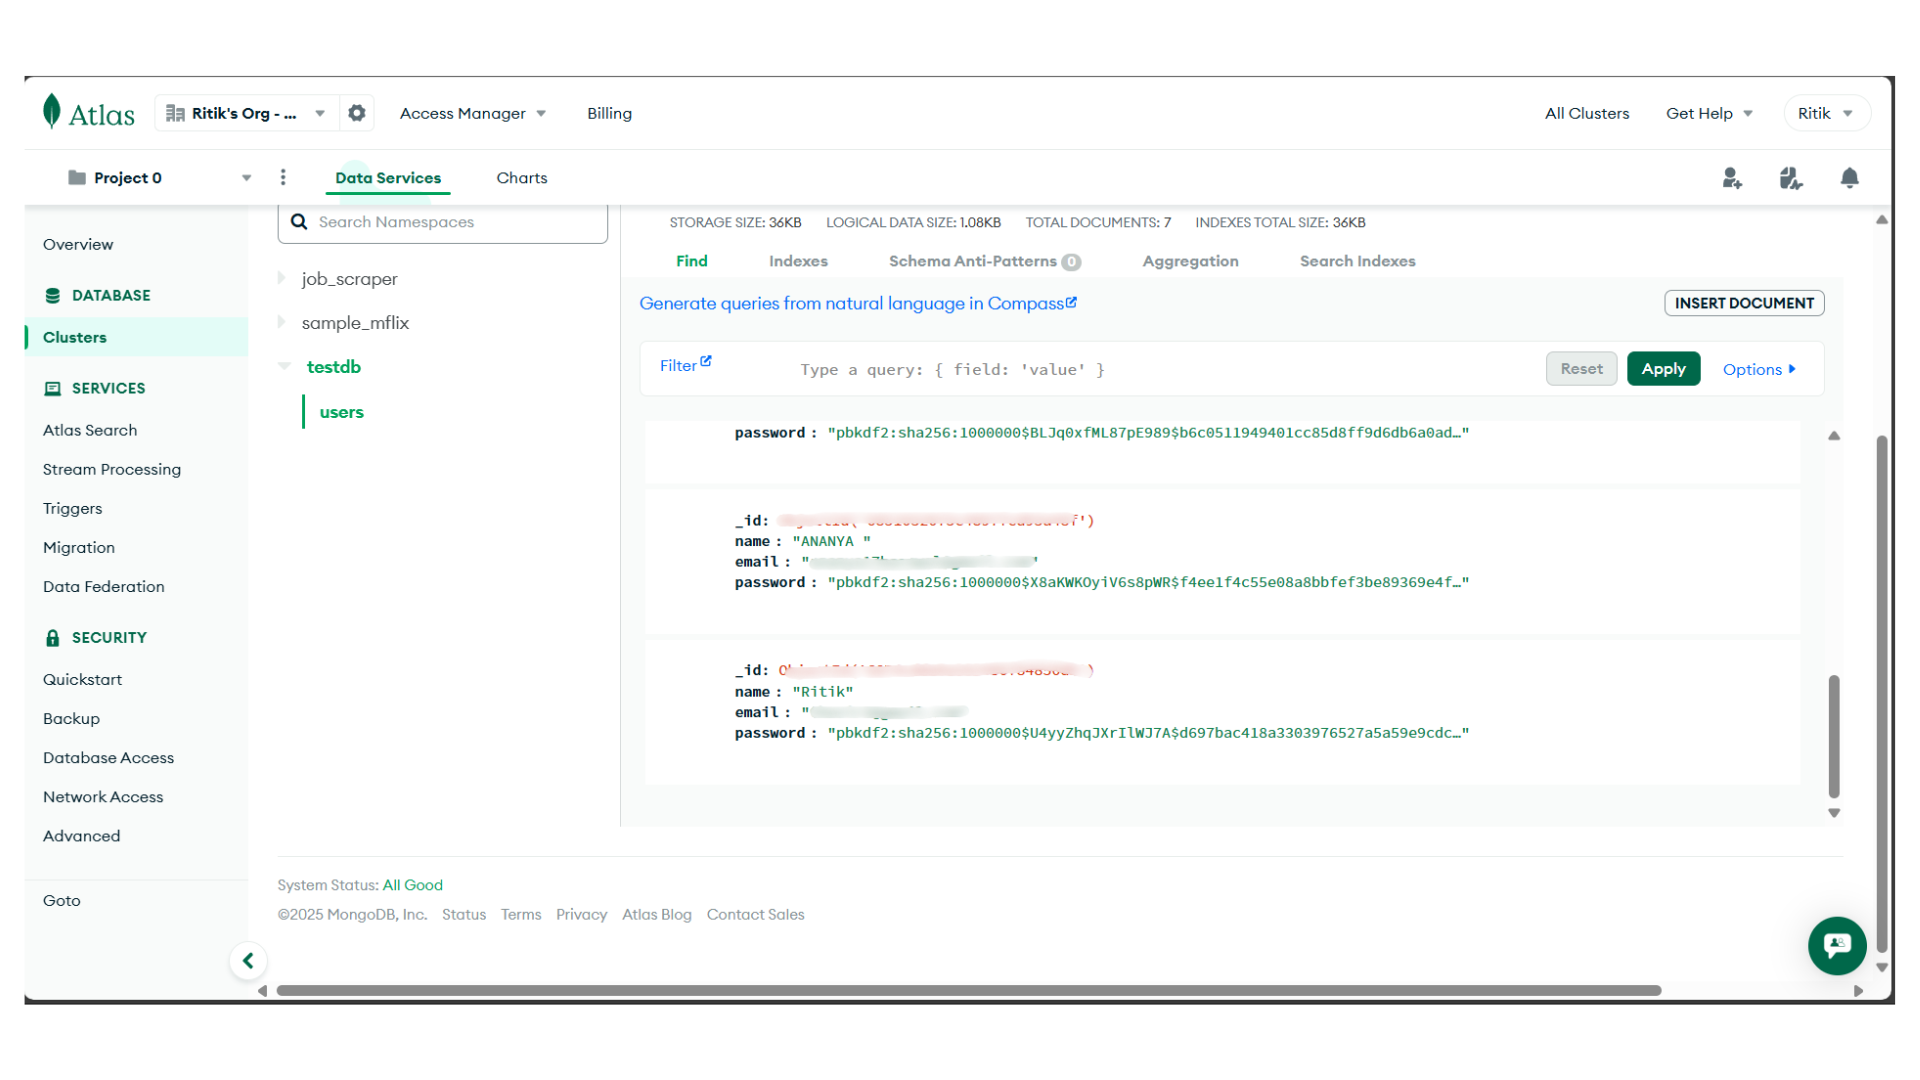 Atlas
Ritik's Org - ...
Access Manager
Billing
All Clusters
Get Help
Ritik
Project 0
Data Services
Charts
Overview
DATABASE
Clusters
SERVICES
Atlas Search
Stream Processing
Triggers
Migration
Data Federation
SECURITY
Quickstart
Backup
Database Access
Network Access
Advanced
Goto
Search Namespaces
job_scraper
sample_mflix
testdb
users
STORAGE SIZE: 36KB LOGICAL DATA SIZE: 1.08KB TOTAL DOCUMENTS: 7 INDEXES TOTAL SIZE: 36KB
Find Indexes Schema Anti-Patterns 0 Aggregation Search Indexes
Generate queries from natural language in Compass
INSERT DOCUMENT
Filter
Type a query: { field: 'value' }
Reset
Apply
Options
password : "pbkdf2:sha256:1000000$BLJq0xfML87pE989$b6c0511949401cc85d8ff9d6db6a0ad…"
_id:
name : "ANANYA "
email :
password : "pbkdf2:sha256:1000000$X8aKWKOyiV6s8pWR$f4ee1f4c55e08a8bbfef3be89369e4f…"
_id:
name : "Ritik"
email :
password : "pbkdf2:sha256:1000000$U4yyZhqJXrIlWJ7A$d697bac418a3303976527a5a59e9cdc…"
System Status: All Good
©2025 MongoDB, Inc. Status Terms Privacy Atlas Blog Contact Sales